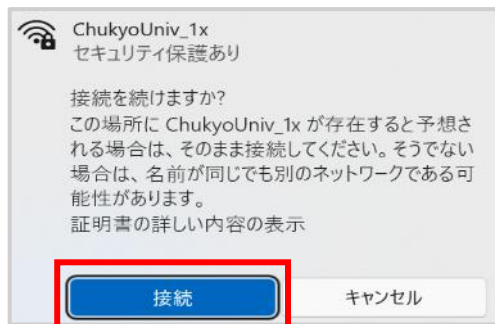 ChukyoUniv_1x
セキュリティ保護あり
接続を続けますか?
この場所に ChukyoUniv_1x が存在すると予想さ
れる場合は、そのまま接続してください。そうでない
場合は、名前が同じでも別のネットワークである可
能性があります。
証明書の詳しい内容の表示
接続
キャンセル